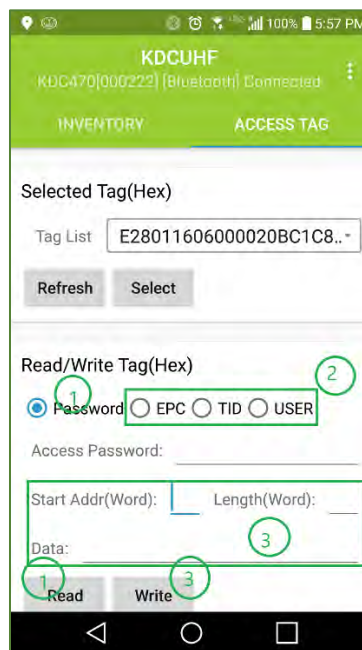 100% 5:57 PM
KDCUHF
KDC470[000222] [Bluetooth] Connected
INVENTORY ACCESS TAG
Selected Tag(Hex)
Tag List E28011606000020BC1C8..
Refresh Select
Read/Write Tag(Hex)
2
1
Password EPC TID USER
Access Password:
Start Addr(Word): Length(Word):
3
Data:
1 3
Read Write